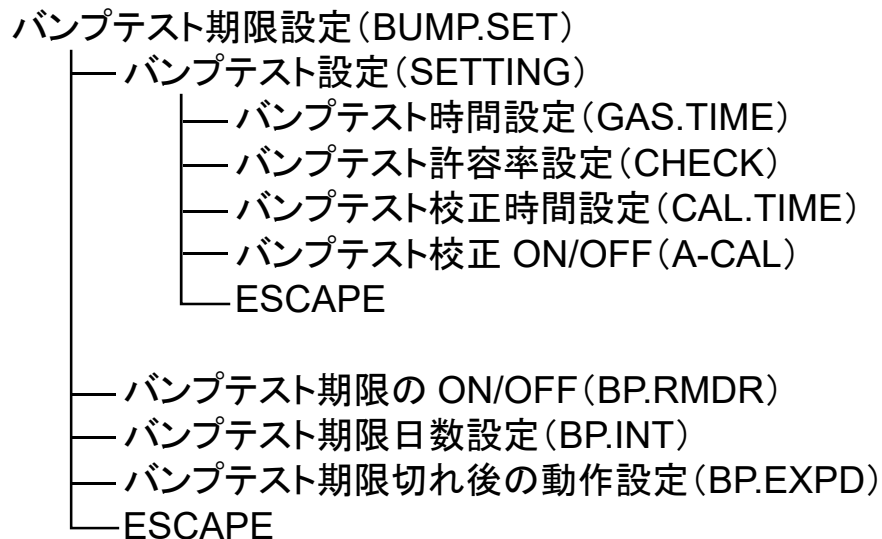 バンプテスト期限設定（BUMP.SET）
バンプテスト設定（SETTING）
バンプテスト時間設定（GAS.TIME）
バンプテスト許容率設定（CHECK）
バンプテスト校正時間設定（CAL.TIME）
バンプテスト校正 ON/OFF（A-CAL）
ESCAPE
バンプテスト期限の ON/OFF（BP.RMDR）
バンプテスト期限日数設定（BP.INT）
バンプテスト期限切れ後の動作設定（BP.EXPD）
ESCAPE